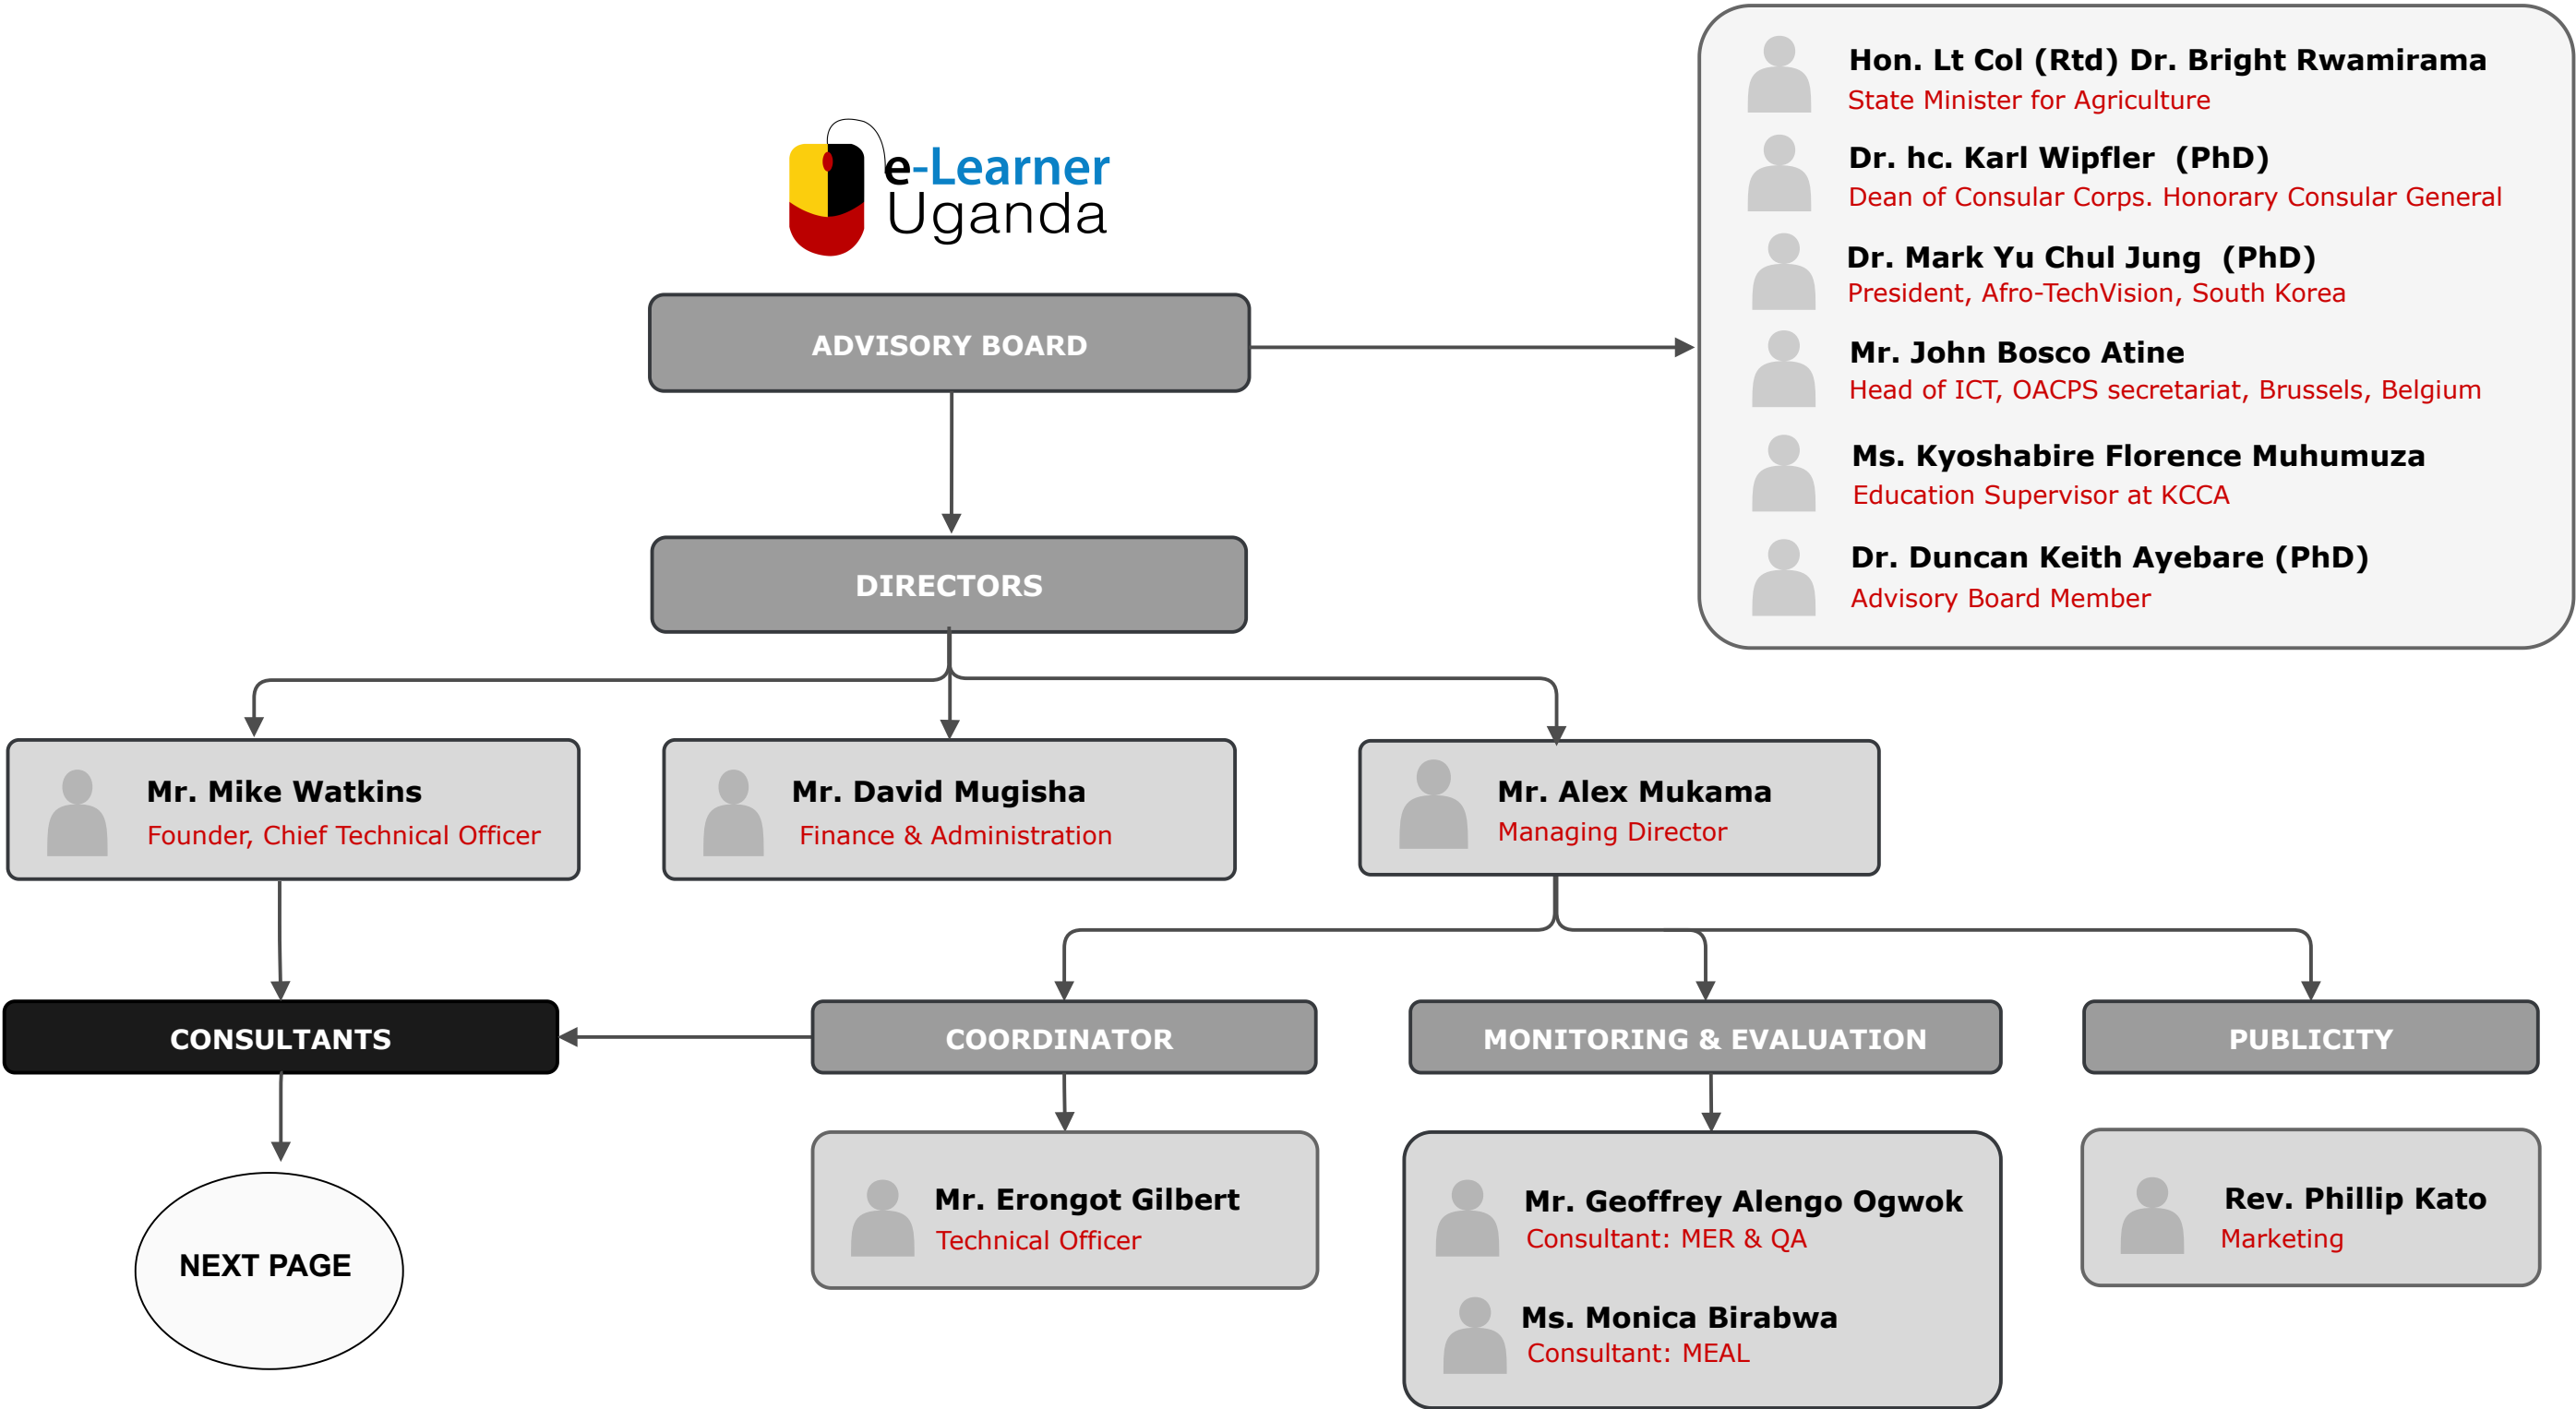 Hon. Lt Col (Rtd) Dr. Bright Rwamirama
State Minister for Agriculture
Dr. hc. Karl Wipfler (PhD)
Dean of Consular Corps. Honorary Consular General
Dr. Mark Yu Chul Jung (PhD)
President, Afro-TechVision, South Korea
Mr. John Bosco Atine
Head of ICT, OACPS secretariat, Brussels, Belgium
Ms. Kyoshabire Florence Muhumuza
Education Supervisor at KCCA
Dr. Duncan Keith Ayebare (PhD)
Advisory Board Member
e-Learner
Uganda
ADVISORY BOARD
DIRECTORS
Mr. Mike Watkins
Founder, Chief Technical Officer
Mr. David Mugisha
Finance & Administration
Mr. Alex Mukama
Managing Director
CONSULTANTS
COORDINATOR
MONITORING & EVALUATION
PUBLICITY
NEXT PAGE
Mr. Erongot Gilbert
Technical Officer
Mr. Geoffrey Alengo Ogwok
Consultant: MER & QA
Ms. Monica Birabwa
Consultant: MEAL
Rev. Phillip Kato
Marketing